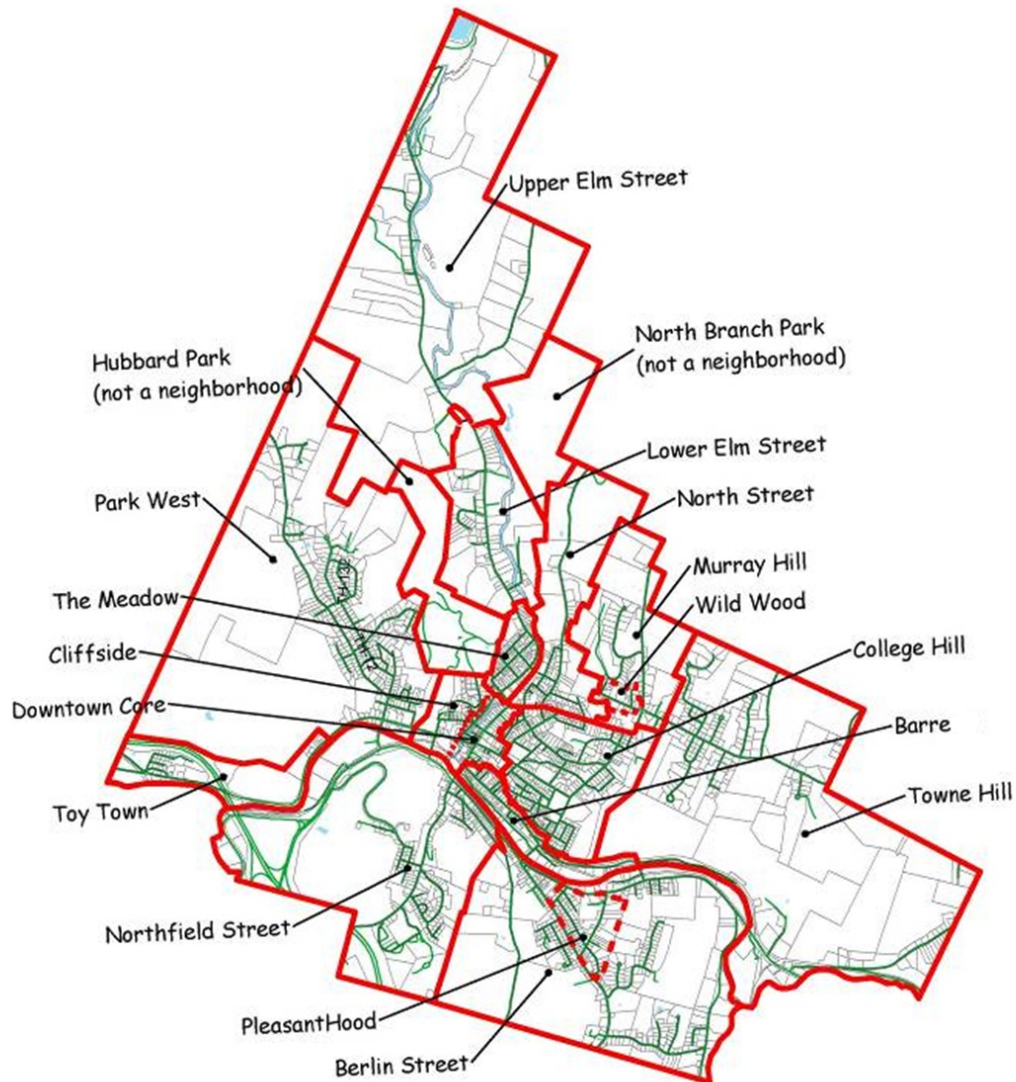 Upper Elm Street
North Branch Park
(not a neighborhood)
Hubbard Park
(not a neighborhood)
Lower Elm Street
North Street
Park West
Murray Hill
Wild Wood
The Meadow
College Hill
Cliffside
Downtown Core
Barre
Toy Town
Towne Hill
Northfield Street
PleasantHood
Berlin Street